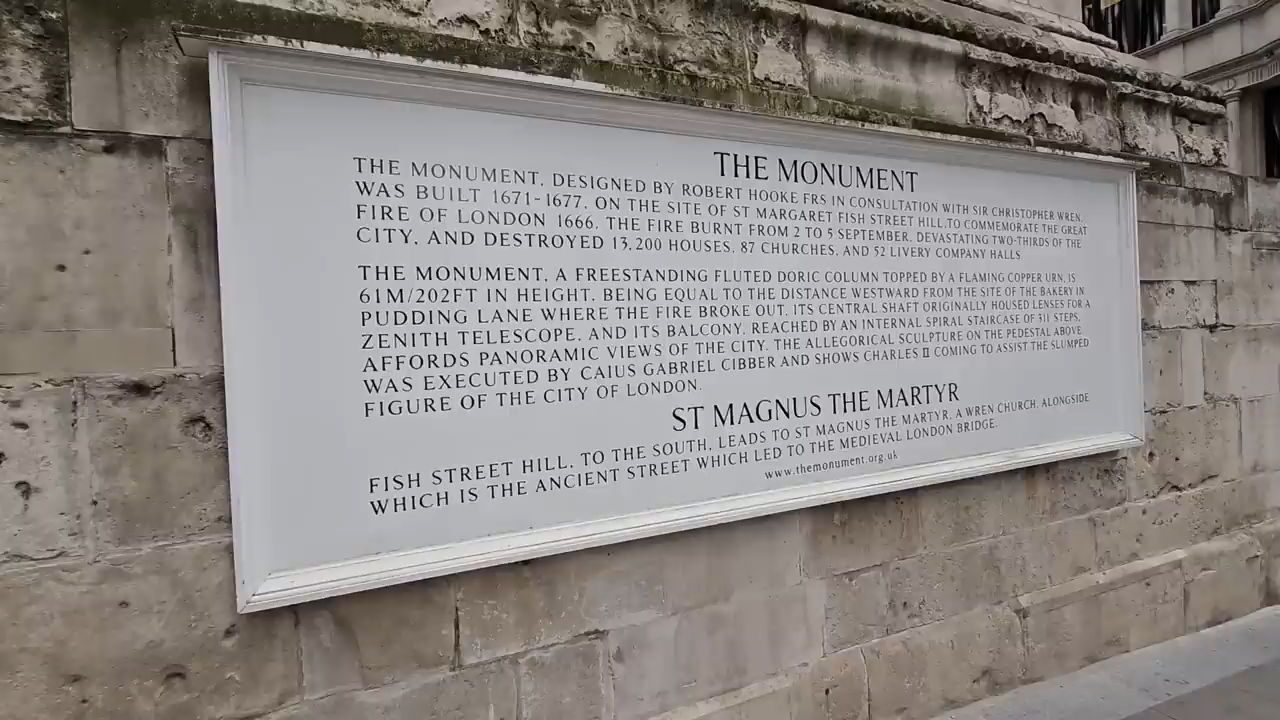 THE MONUMENT
THE MONUMENT, DESIGNED BY ROBERT HOOKE FRS IN CONSULTATION WITH SIR CHRISTOPHER WREN,
WAS BUILT 1671-1677, ON THE SITE OF ST MARGARET FISH STREET HILL,TO COMMEMORATE THE GREAT
FIRE OF LONDON 1666. THE FIRE BURNT FROM 2 TO 5 SEPTEMBER, DEVASTATING TWO-THIRDS OF THE
CITY, AND DESTROYED 13,200 HOUSES, 87 CHURCHES, AND 52 LIVERY COMPANY HALLS
THE MONUMENT, A FREESTANDING FLUTED DORIC COLUMN TOPPED BY A FLAMING COPPER URN, IS
61M/202FT IN HEIGHT, BEING EQUAL TO THE DISTANCE WESTWARD FROM THE SITE OF THE BAKERY IN
PUDDING LANE WHERE THE FIRE BROKE OUT. ITS CENTRAL SHAFT ORIGINALLY HOUSED LENSES FOR A
ZENITH TELESCOPE, AND ITS BALCONY, REACHED BY AN INTERNAL SPIRAL STAIRCASE OF 311 STEPS,
AFFORDS PANORAMIC VIEWS OF THE CITY. THE ALLEGORICAL SCULPTURE ON THE PEDESTAL ABOVE
WAS EXECUTED BY CAIUS GABRIEL CIBBER AND SHOWS CHARLES II COMING TO ASSIST THE SLUMPED
FIGURE OF THE CITY OF LONDON.
ST MAGNUS THE MARTYR
FISH STREET HILL, TO THE SOUTH, LEADS TO ST MAGNUS THE MARTYR, A WREN CHURCH, ALONGSIDE
WHICH IS THE ANCIENT STREET WHICH LED TO THE MEDIEVAL LONDON BRIDGE.
www.themonument.org.uk